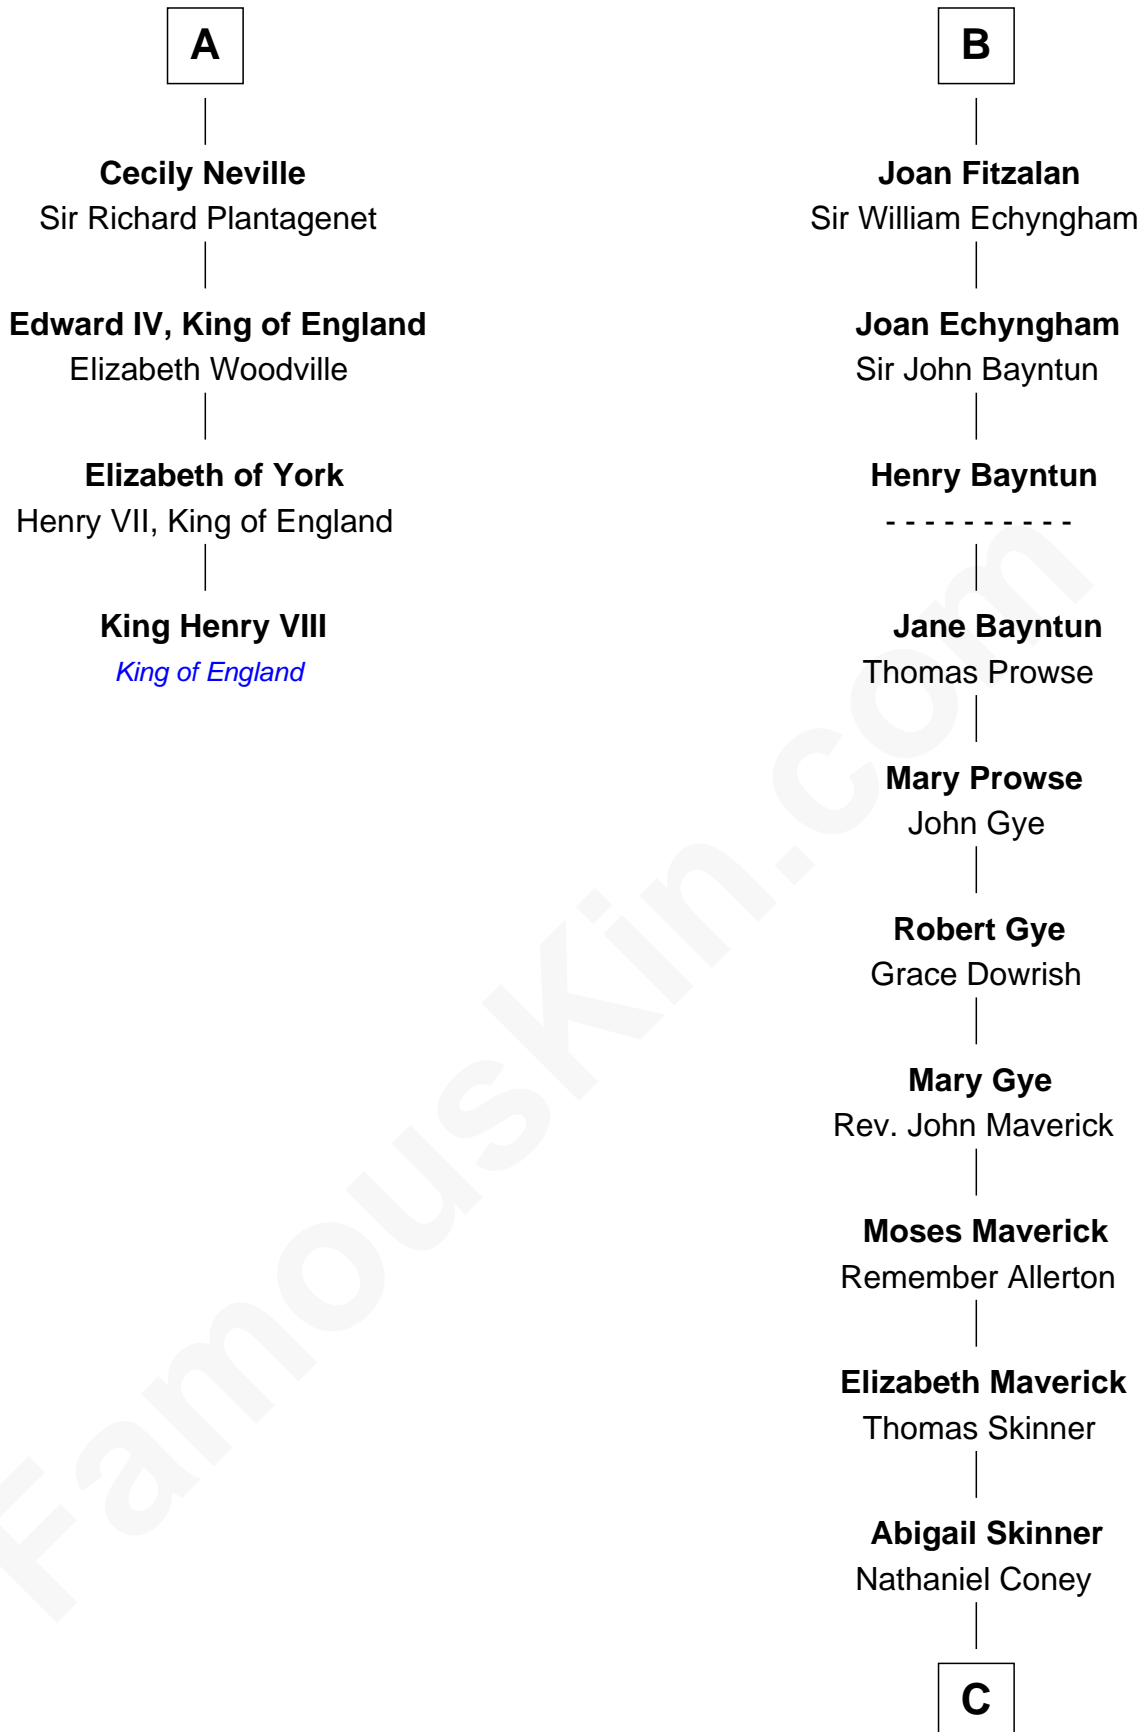 A
Cecily Neville
Sir Richard Plantagenet
Edward IV, King of England
Elizabeth Woodville
Elizabeth of York
Henry VII, King of England
King Henry VIII
King of England
B
Joan Fitzalan
Sir William Echyngham
Joan Echyngham
Sir John Bayntun
Henry Bayntun
- - - - - - - - - -
Jane Bayntun
Thomas Prowse
Mary Prowse
John Gye
Robert Gye
Grace Dowrish
Mary Gye
Rev. John Maverick
Moses Maverick
Remember Allerton
Elizabeth Maverick
Thomas Skinner
Abigail Skinner
Nathaniel Coney
C
FamousKin.com